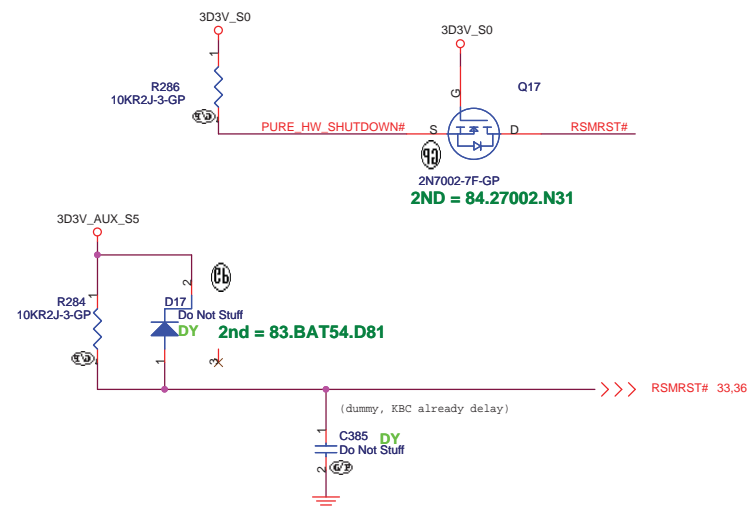 3D3V_S0
3D3V_S0
1
R286
10KR2J-3-GP
G
Q17
PURE_HW_SHUTDOWN#
S
D
RSMRST#
2N7002-7F-GP
2ND = 84.27002.N31
3D3V_AUX_S5
2
1
R284
10KR2J-3-GP
D17
Do Not Stuff
DY
2nd = 83.BAT54.D81
1
3
RSMRST# 33,36
(dummy, KBC already delay)
1
C385
DY
Do Not Stuff
2